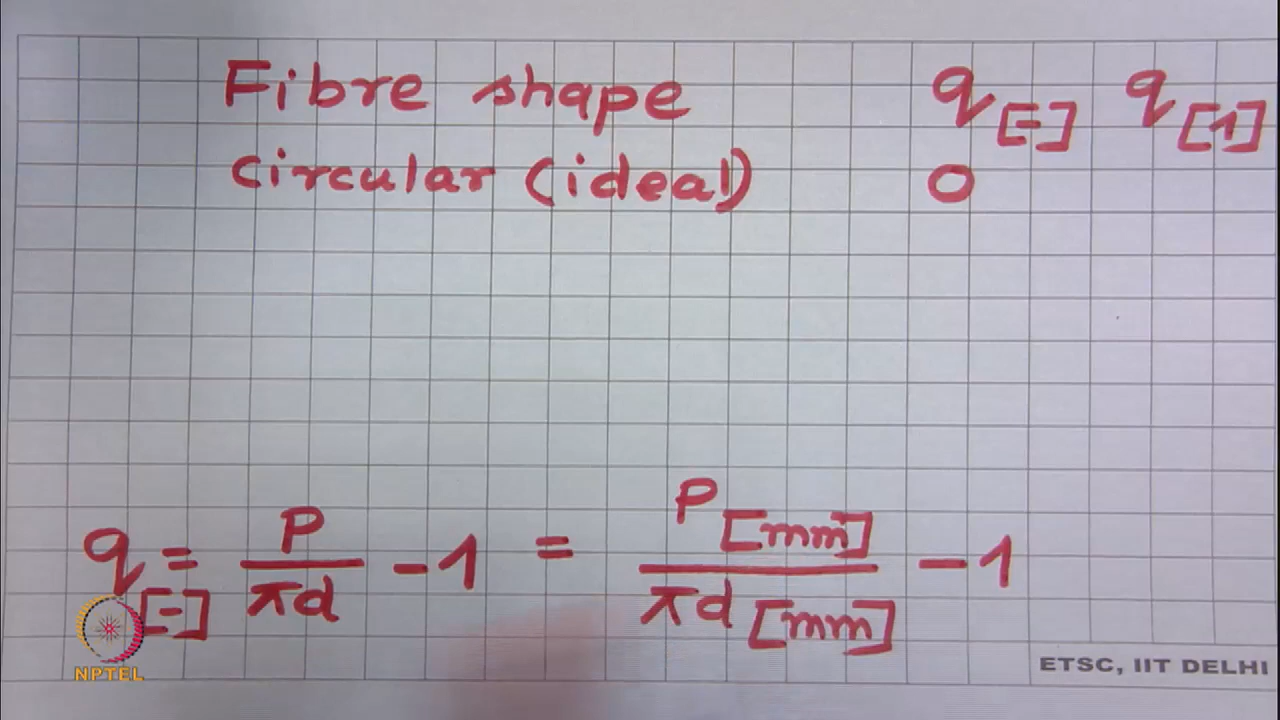 Fibre shape q[-] q[1]
Circular (ideal) 0
q[-] = P/πd - 1 = P[mm]/πd[mm] - 1
NPTEL
ETSC, IIT DELHI